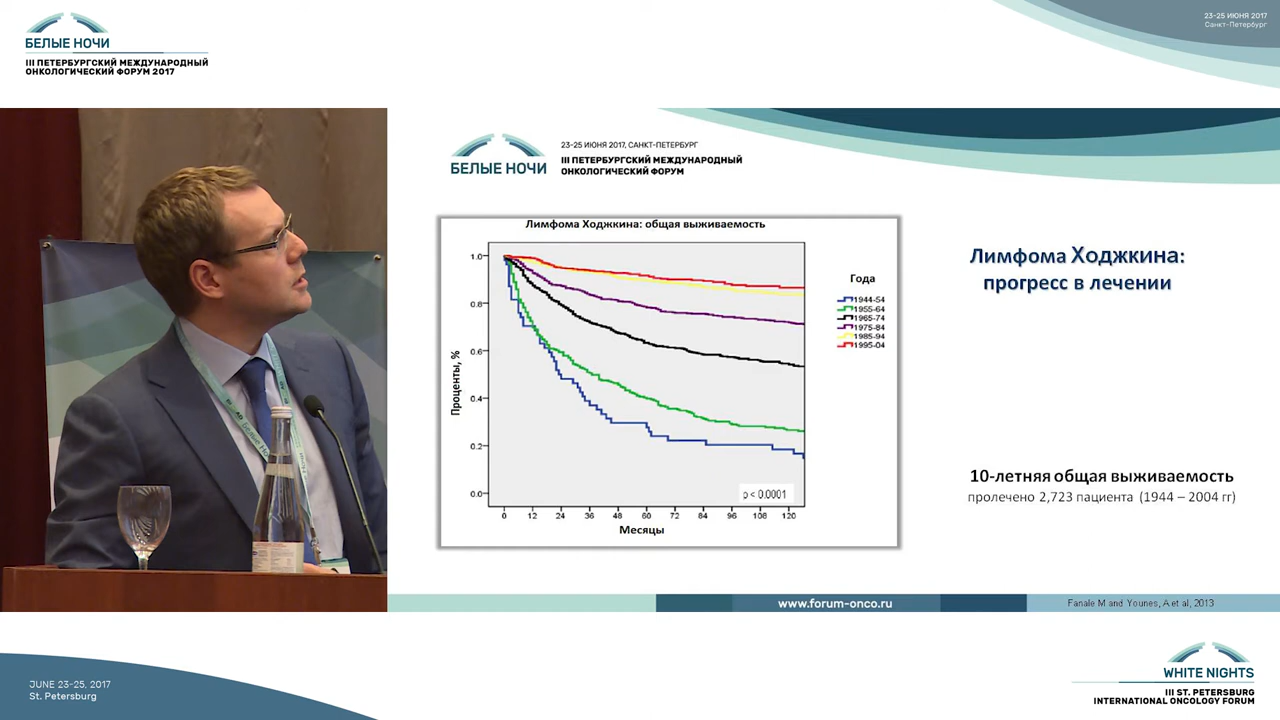 БЕЛЫЕ НОЧИ
III ПЕТЕРБУРГСКИЙ МЕЖДУНАРОДНЫЙ
ОНКОЛОГИЧЕСКИЙ ФОРУМ 2017
23-25 ИЮНЯ 2017
Санкт-Петербург
БЕЛЫЕ НОЧИ
23-25 ИЮНЯ 2017, САНКТ-ПЕТЕРБУРГ
III ПЕТЕРБУРГСКИЙ МЕЖДУНАРОДНЫЙ
ОНКОЛОГИЧЕСКИЙ ФОРУМ
Лимфома Ходжкина: общая выживаемость
Проценты, %
1.0
0.8
0.6
0.4
0.2
0.0
p < 0.0001
0 12 24 36 48 60 72 84 96 108 120
Месяцы
Года
1944-54
1955-64
1965-74
1975-84
1985-94
1995-04
Лимфома Ходжкина:
прогресс в лечении
10-летняя общая выживаемость
пролечено 2,723 пациента (1944 – 2004 гг)
www.forum-onco.ru
Fanale M and Younes, A et al, 2013
JUNE 23-25, 2017
St. Petersburg
WHITE NIGHTS
III ST. PETERSBURG
INTERNATIONAL ONCOLOGY FORUM